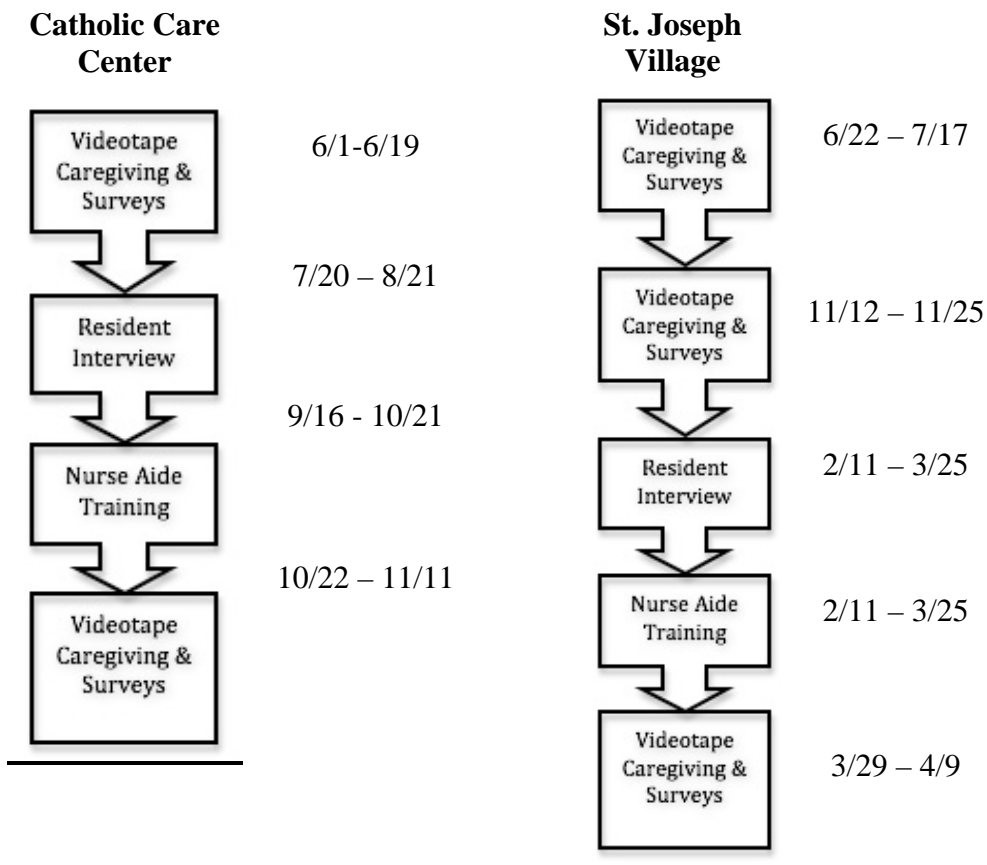 Catholic Care
Center
Videotape
Caregiving &
Surveys
6/1-6/19
Resident
Interview
7/20 – 8/21
Nurse Aide
Training
9/16 - 10/21
Videotape
Caregiving &
Surveys
10/22 – 11/11
St. Joseph
Village
Videotape
Caregiving &
Surveys
6/22 – 7/17
Videotape
Caregiving &
Surveys
11/12 – 11/25
Resident
Interview
2/11 – 3/25
Nurse Aide
Training
2/11 – 3/25
Videotape
Caregiving &
Surveys
3/29 – 4/9